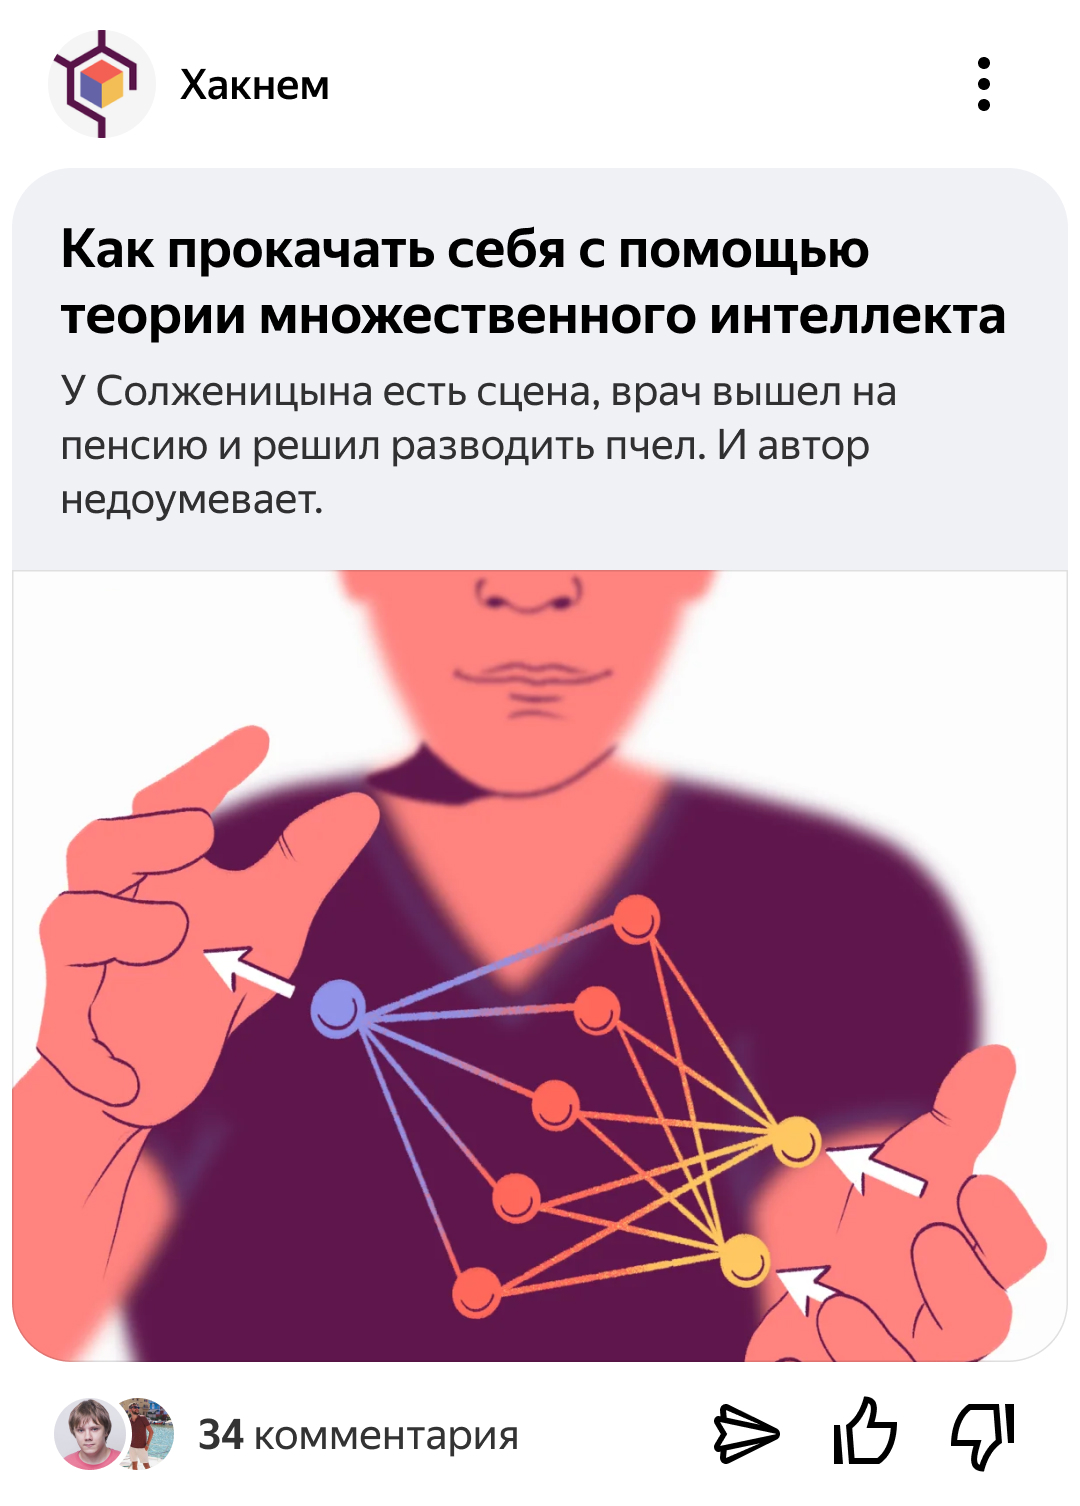 Хакнем
Как прокачать себя с помощью
теории множественного интеллекта
У Солженицына есть сцена, врач вышел на
пенсию и решил разводить пчел. И автор
недоумевает.
34 комментария